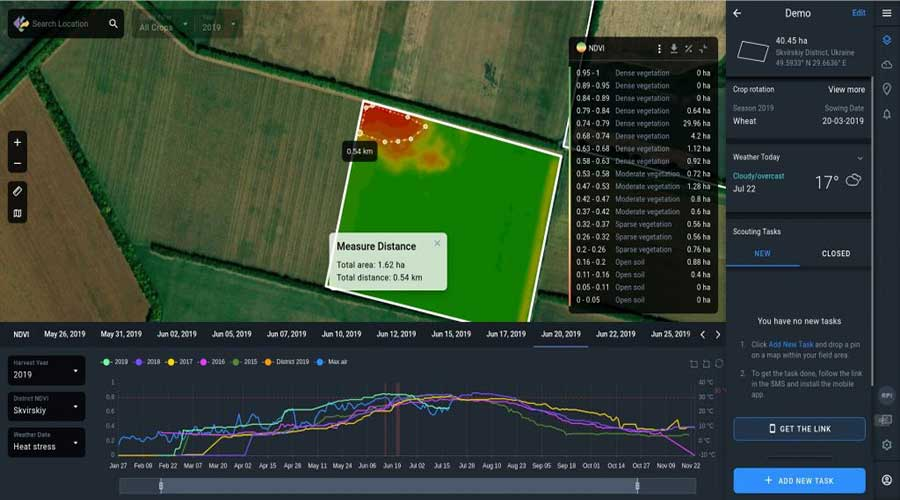 Search Location
All Crops
2019
0.54 km
Measure Distance
Total area: 1.62 ha
Total distance: 0.54 km
NDVI
0.95 - 1 Dense vegetation 0 ha
0.89 - 0.95 Dense vegetation 0 ha
0.84 - 0.89 Dense vegetation 0 ha
0.79 - 0.84 Dense vegetation 0.64 ha
0.74 - 0.79 Dense vegetation 29.96 ha
0.68 - 0.74 Dense vegetation 4.2 ha
0.63 - 0.68 Dense vegetation 1.12 ha
0.58 - 0.63 Dense vegetation 0.92 ha
0.53 - 0.58 Moderate vegetation 0.72 ha
0.47 - 0.53 Moderate vegetation 1.28 ha
0.42 - 0.47 Moderate vegetation 0.8 ha
0.37 - 0.42 Moderate vegetation 0.6 ha
0.32 - 0.37 Sparse vegetation 0.56 ha
0.26 - 0.32 Sparse vegetation 0.56 ha
0.2 - 0.26 Sparse vegetation 0.76 ha
0.16 - 0.2 Open soil 0.88 ha
0.11 - 0.16 Open soil 0.4 ha
0.05 - 0.11 Open soil 0 ha
0 - 0.05 Open soil 0 ha
Demo Edit
40.45 ha
Skvirskiy District, Ukraine
49.5933° N 29.6636° E
Crop rotation View more
Season 2019 Sowing Date
Wheat 20-03-2019
Weather Today
Cloudy/overcast
Jul 22 17°
Scouting Tasks
NEW CLOSED
You have no new tasks
1. Click Add New Task and drop a pin
on a map within your field area.
2. To get the task done, follow the link
in the SMS and install the mobile
app.
GET THE LINK
+ ADD NEW TASK
NDVI May 26, 2019 May 31, 2019 Jun 02, 2019 Jun 05, 2019 Jun 07, 2019 Jun 10, 2019 Jun 12, 2019 Jun 15, 2019 Jun 17, 2019 Jun 20, 2019 Jun 22, 2019 Jun 25, 2019
Harvest Year
2019
District NDVI
Skvirskiy
Weather Data
Heat stress
2019 2018 2017 2016 2015 District 2019 Max air
1
0.8
0.6
0.4
0.2
0
40 °C
30 °C
20 °C
10 °C
0 °C
-10 °C
Jan 27 Feb 09 Feb 22 Mar 07 Mar 20 Apr 02 Apr 15 Apr 28 May 11 May 24 Jun 06 Jun 19 Jul 02 Jul 15 Jul 28 Aug 10 Aug 23 Sep 05 Sep 18 Oct 01 Oct 14 Oct 27 Nov 09 Nov 22